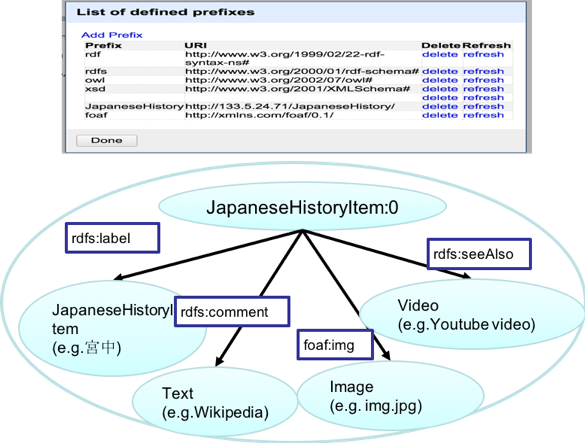 List of defined prefixes
Add Prefix
Prefix URI Delete Refresh
rdf http://www.w3.org/1999/02/22-rdf- delete refresh
syntax-ns#
rdfs http://www.w3.org/2000/01/rdf-schema# delete refresh
owl http://www.w3.org/2002/07/owl# delete refresh
xsd http://www.w3.org/2001/XMLSchema# delete refresh
delete refresh
JapaneseHistory http://133.5.24.71/JapaneseHistory/ delete refresh
foaf http://xmlns.com/foaf/0.1/ delete refresh
Done
JapaneseHistoryItem:0
rdfs:label
rdfs:seeAlso
JapaneseHistoryI
tem
(e.g.宮中)
rdfs:comment
Video
(e.g.Youtube video)
foaf:img
Text
(e.g.Wikipedia)
Image
(e.g. img.jpg)